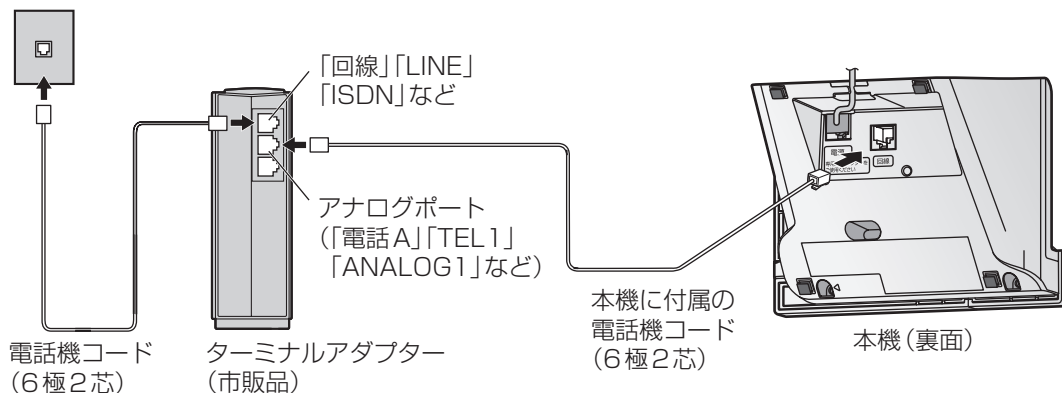 「回線」「LINE」
「ISDN」など
アナログポート
(「電話A」「TEL1」
「ANALOG1」など)
電源
回線
本機に付属の
電話機コード
(6極2芯)
本機(裏面)
電話機コード
(6極2芯)
ターミナルアダプター
(市販品)